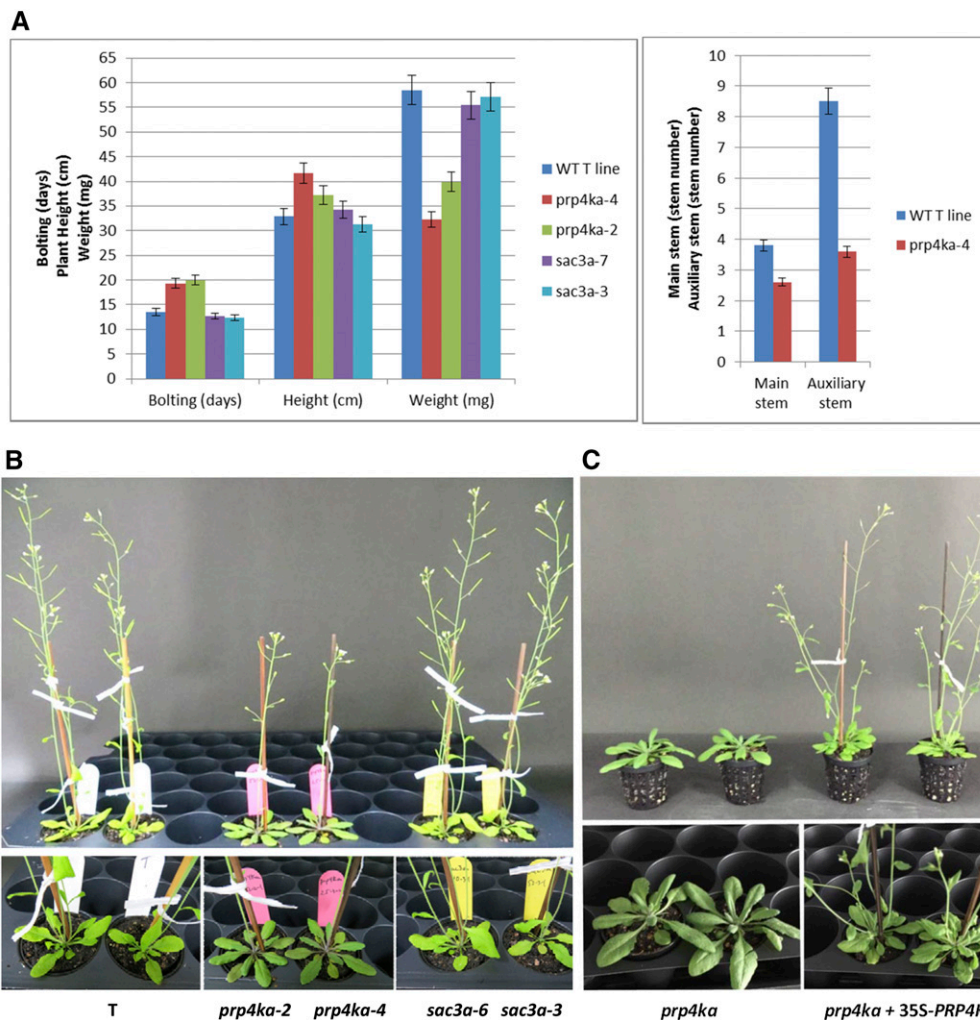 A
65
60
55
50
45
40
35
30
25
20
15
10
5
0
Bolting (days)
Plant Height (cm)
Weight (mg)
Bolting (days)
Height (cm)
Weight (mg)
WT T line
prp4ka-4
prp4ka-2
sac3a-7
sac3a-3
10
9
8
7
6
5
4
3
2
1
0
Main stem (stem number)
Auxiliary stem (stem number)
Main stem
Auxiliary stem
WT T line
prp4ka-4
B
C
T
prp4ka-2
prp4ka-4
sac3a-6
sac3a-3
prp4ka
prp4ka + 35S-PRP4